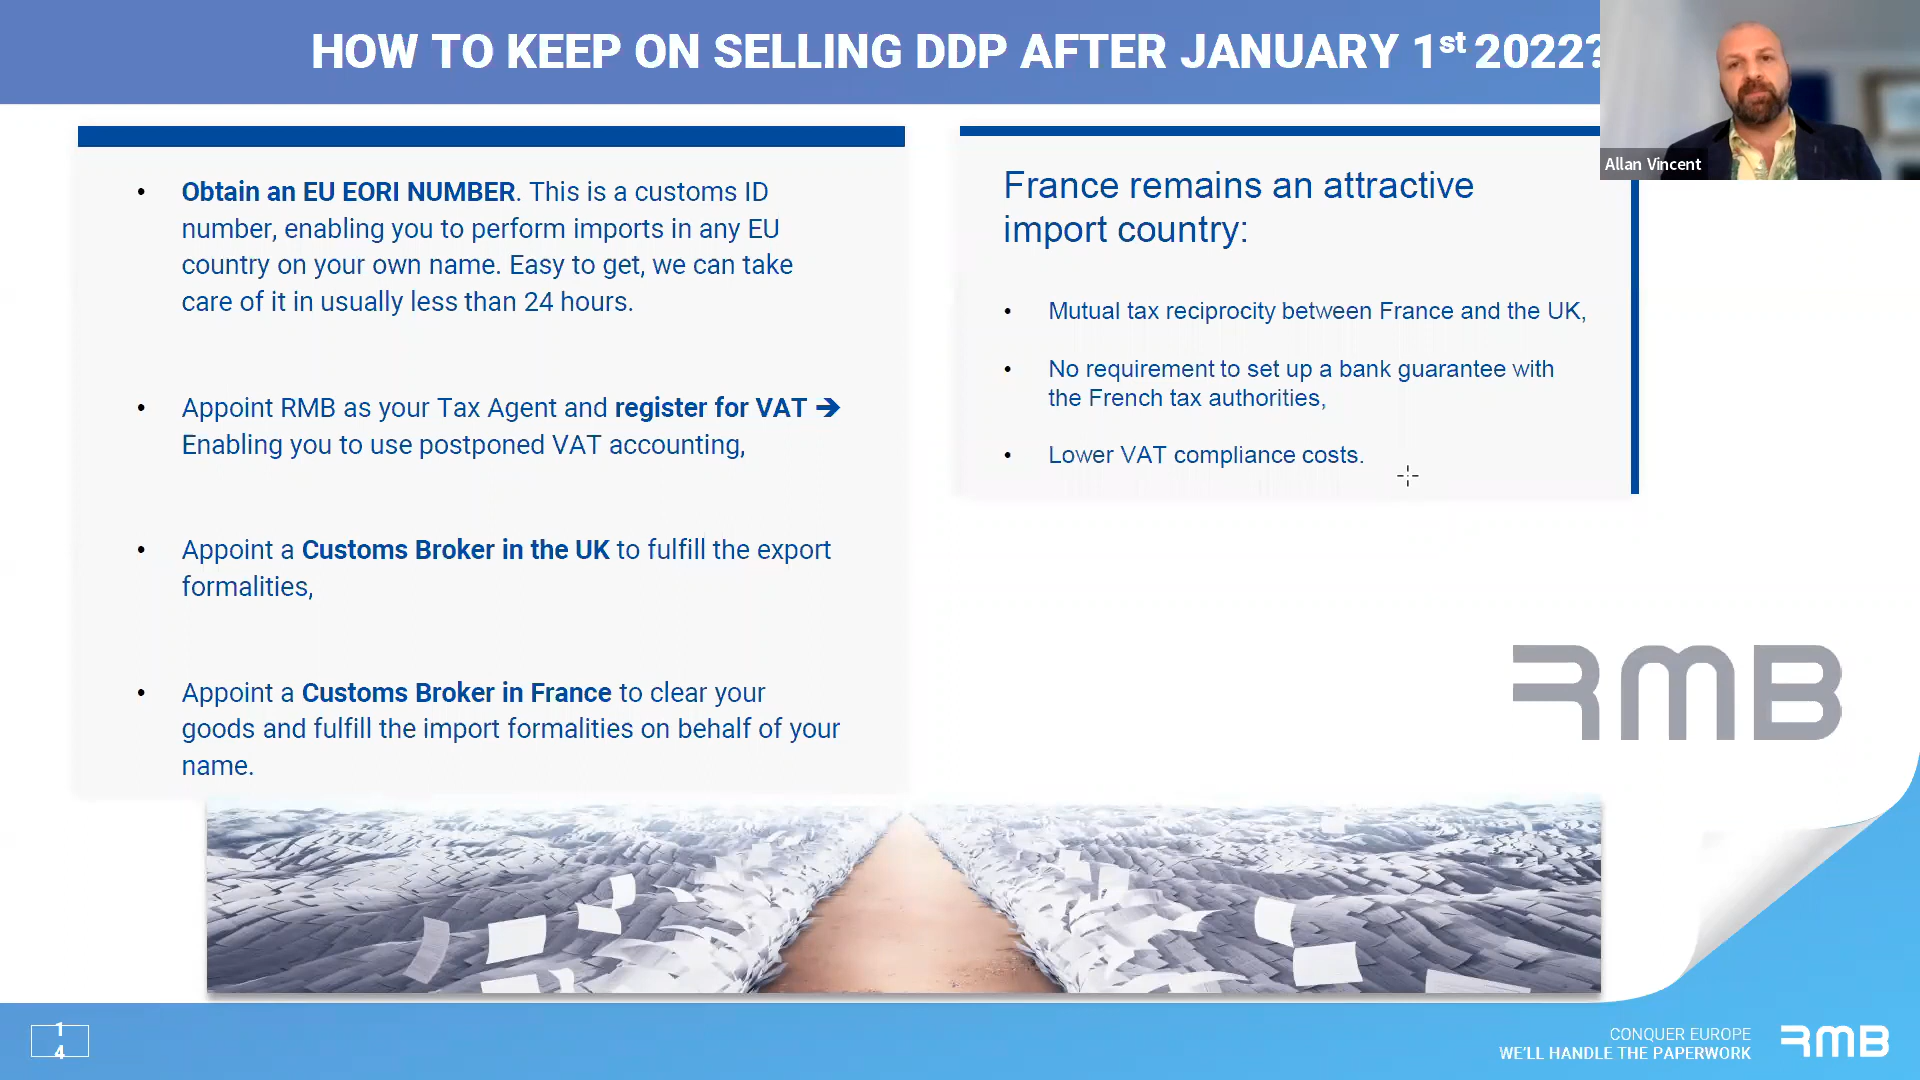 HOW TO KEEP ON SELLING DDP AFTER JANUARY 1st 2022?
Allan Vincent
• Obtain an EU EORI NUMBER. This is a customs ID
number, enabling you to perform imports in any EU
country on your own name. Easy to get, we can take
care of it in usually less than 24 hours.
• Appoint RMB as your Tax Agent and register for VAT ➔
Enabling you to use postponed VAT accounting,
• Appoint a Customs Broker in the UK to fulfill the export
formalities,
• Appoint a Customs Broker in France to clear your
goods and fulfill the import formalities on behalf of your
name.
France remains an attractive
import country:
• Mutual tax reciprocity between France and the UK,
• No requirement to set up a bank guarantee with
the French tax authorities,
• Lower VAT compliance costs.
RMB
1
4
CONQUER EUROPE
WE'LL HANDLE THE PAPERWORK
RMB